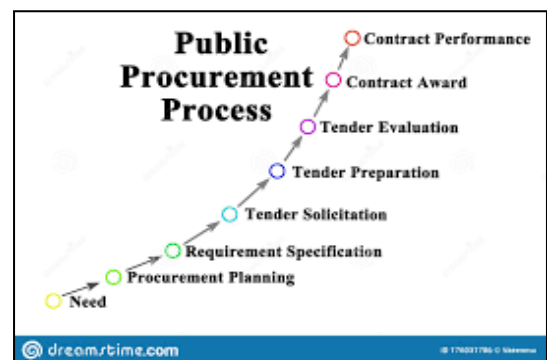 Public
Procurement
Process
Contract Performance
Contract Award
Tender Evaluation
Tender Preparation
Tender Solicitation
Requirement Specification
Procurement Planning
Need
dreamstime.com